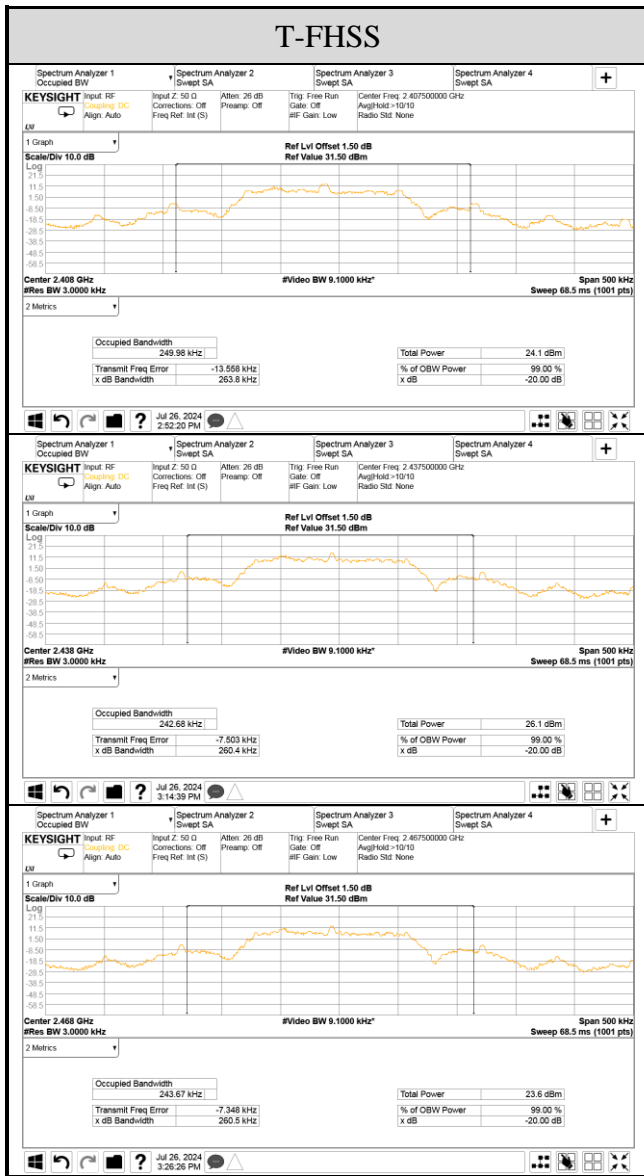 T-FHSS
Spectrum Analyzer 1
Occupied BW
Spectrum Analyzer 2
Swept SA
Spectrum Analyzer 3
Swept SA
Spectrum Analyzer 4
Swept SA
+
KEYSIGHT
Input: RF
Coupling: DC
Align: Auto
Input Z: 50 Ω
Corrections: Off
Freq Ref: Int (S)
Atten: 26 dB
Preamp: Off
Trig: Free Run
Gate: Off
#IF Gain: Low
Center Freq: 2.407500000 GHz
Avg|Hold:>10/10
Radio Std: None
1 Graph
Scale/Div 10.0 dB
Ref Lvl Offset 1.50 dB
Ref Value 31.50 dBm
Log
21.5
11.5
1.50
-8.50
-18.5
-28.5
-38.5
-48.5
-58.5
Center 2.408 GHz
#Res BW 3.0000 kHz
#Video BW 9.1000 kHz*
Span 500 kHz
Sweep 68.5 ms (1001 pts)
2 Metrics
Occupied Bandwidth
249.98 kHz
Transmit Freq Error -13.558 kHz
x dB Bandwidth 263.8 kHz
Total Power 24.1 dBm
% of OBW Power 99.00 %
x dB -20.00 dB
?
Jul 26, 2024
2:52:20 PM
Spectrum Analyzer 1
Occupied BW
Spectrum Analyzer 2
Swept SA
Spectrum Analyzer 3
Swept SA
Spectrum Analyzer 4
Swept SA
+
KEYSIGHT
Input: RF
Coupling: DC
Align: Auto
Input Z: 50 Ω
Corrections: Off
Freq Ref: Int (S)
Atten: 26 dB
Preamp: Off
Trig: Free Run
Gate: Off
#IF Gain: Low
Center Freq: 2.437500000 GHz
Avg|Hold:>10/10
Radio Std: None
1 Graph
Scale/Div 10.0 dB
Ref Lvl Offset 1.50 dB
Ref Value 31.50 dBm
Log
21.5
11.5
1.50
-8.50
-18.5
-28.5
-38.5
-48.5
-58.5
Center 2.438 GHz
#Res BW 3.0000 kHz
#Video BW 9.1000 kHz*
Span 500 kHz
Sweep 68.5 ms (1001 pts)
2 Metrics
Occupied Bandwidth
242.68 kHz
Transmit Freq Error -7.503 kHz
x dB Bandwidth 260.4 kHz
Total Power 26.1 dBm
% of OBW Power 99.00 %
x dB -20.00 dB
?
Jul 26, 2024
3:14:39 PM
Spectrum Analyzer 1
Occupied BW
Spectrum Analyzer 2
Swept SA
Spectrum Analyzer 3
Swept SA
Spectrum Analyzer 4
Swept SA
+
KEYSIGHT
Input: RF
Coupling: DC
Align: Auto
Input Z: 50 Ω
Corrections: Off
Freq Ref: Int (S)
Atten: 26 dB
Preamp: Off
Trig: Free Run
Gate: Off
#IF Gain: Low
Center Freq: 2.467500000 GHz
Avg|Hold:>10/10
Radio Std: None
1 Graph
Scale/Div 10.0 dB
Ref Lvl Offset 1.50 dB
Ref Value 31.50 dBm
Log
21.5
11.5
1.50
-8.50
-18.5
-28.5
-38.5
-48.5
-58.5
Center 2.468 GHz
#Res BW 3.0000 kHz
#Video BW 9.1000 kHz*
Span 500 kHz
Sweep 68.5 ms (1001 pts)
2 Metrics
Occupied Bandwidth
243.67 kHz
Transmit Freq Error -7.348 kHz
x dB Bandwidth 260.5 kHz
Total Power 23.6 dBm
% of OBW Power 99.00 %
x dB -20.00 dB
?
Jul 26, 2024
3:26:26 PM